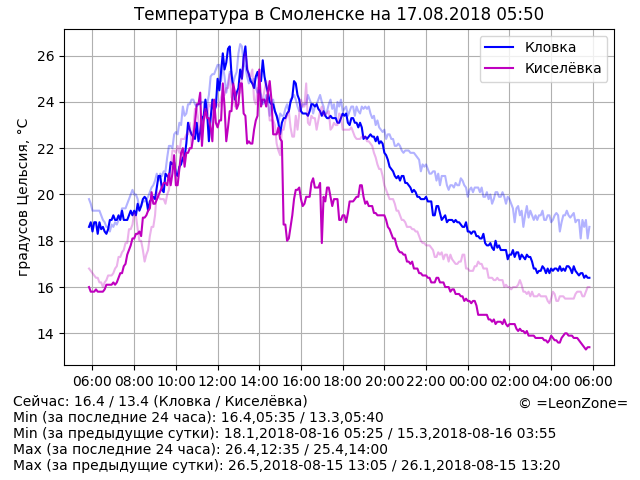 Температура в Смоленске на 17.08.2018 05:50
градусов Цельсия, °C
26
24
22
20
18
16
14
Кловка
Киселёвка
06:00 08:00 10:00 12:00 14:00 16:00 18:00 20:00 22:00 00:00 02:00 04:00 06:00
Сейчас: 16.4 / 13.4 (Кловка / Киселёвка)
© =LeonZone=
Min (за последние 24 часа): 16.4,05:35 / 13.3,05:40
Min (за предыдущие сутки): 18.1,2018-08-16 05:25 / 15.3,2018-08-16 03:55
Max (за последние 24 часа): 26.4,12:35 / 25.4,14:00
Max (за предыдущие сутки): 26.5,2018-08-15 13:05 / 26.1,2018-08-15 13:20